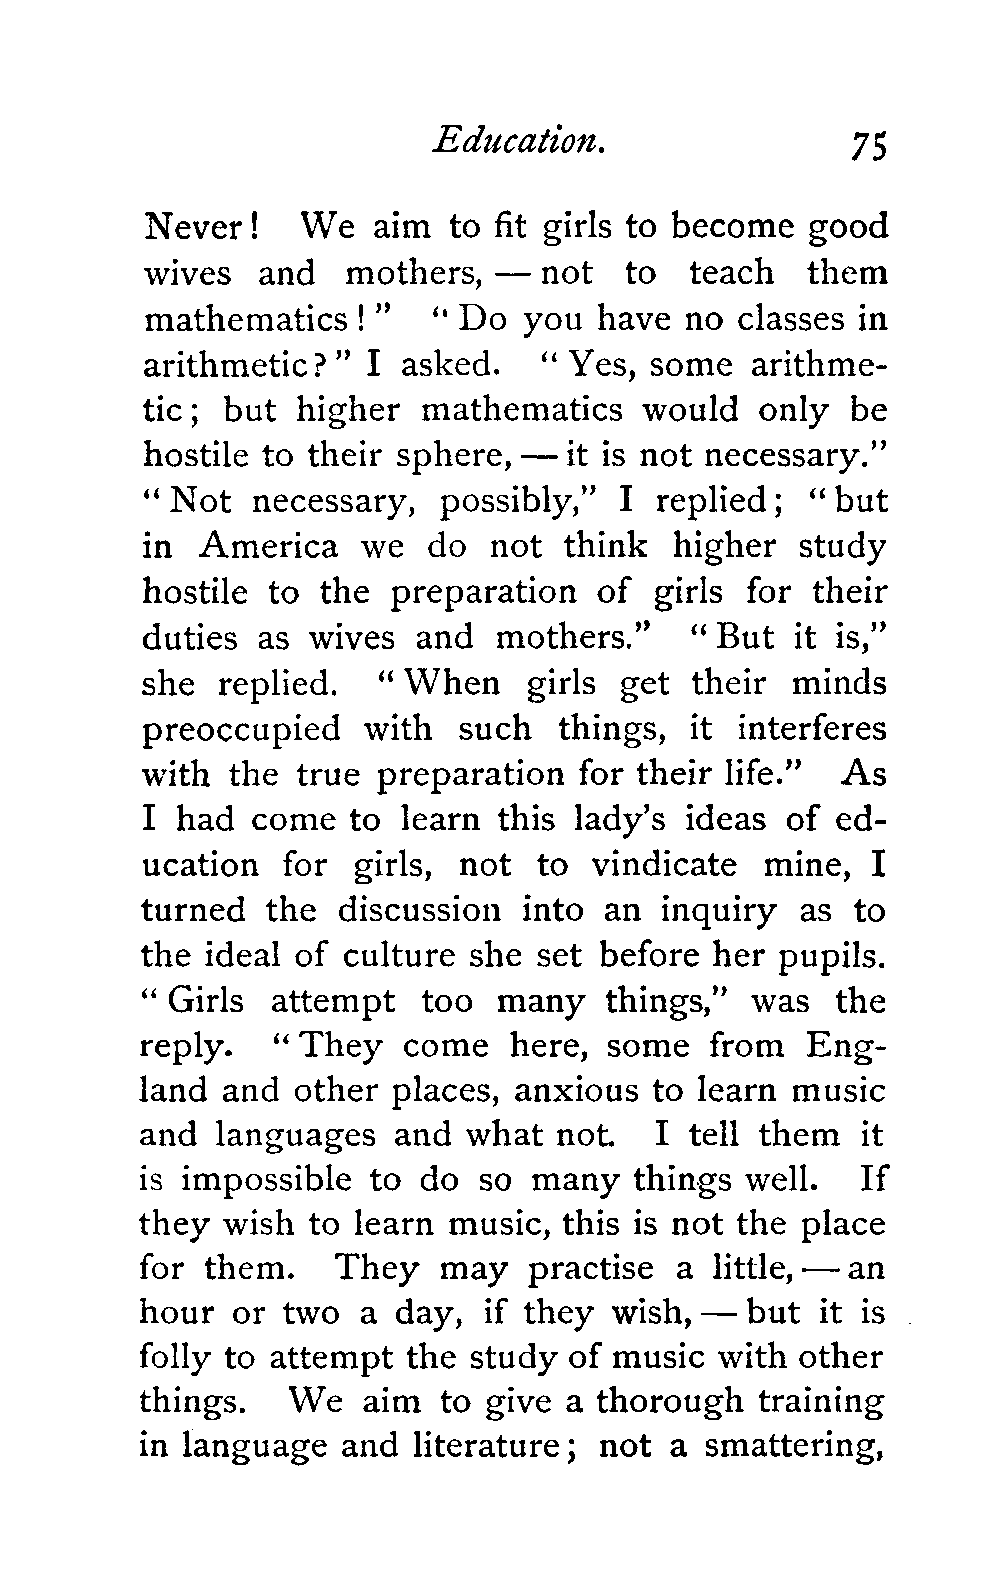 Education. 75
Never! We aim to fit girls to become good
wives and mothers, — not to teach them
mathematics!" "Do you have no classes in
arithmetic?" I asked. "Yes, some arithme-
tic; but higher mathematics would only be
hostile to their sphere, — it is not necessary."
"Not necessary, possibly," I replied; "but
in America we do not think higher study
hostile to the preparation of girls for their
duties as wives and mothers." "But it is,"
she replied. "When girls get their minds
preoccupied with such things, it interferes
with the true preparation for their life." As
I had come to learn this lady's ideas of ed-
ucation for girls, not to vindicate mine, I
turned the discussion into an inquiry as to
the ideal of culture she set before her pupils.
"Girls attempt too many things," was the
reply. "They come here, some from Eng-
land and other places, anxious to learn music
and languages and what not. I tell them it
is impossible to do so many things well. If
they wish to learn music, this is not the place
for them. They may practise a little, — an
hour or two a day, if they wish, — but it is
folly to attempt the study of music with other
things. We aim to give a thorough training
in language and literature; not a smattering,